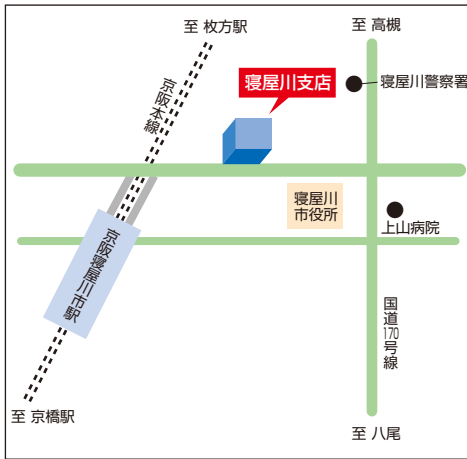 至 枚方駅
至 高槻
京阪本線
寝屋川支店
寝屋川警察署
寝屋川
市役所
上山病院
京阪寝屋川市駅
国道170号線
至 京橋駅
至 八尾